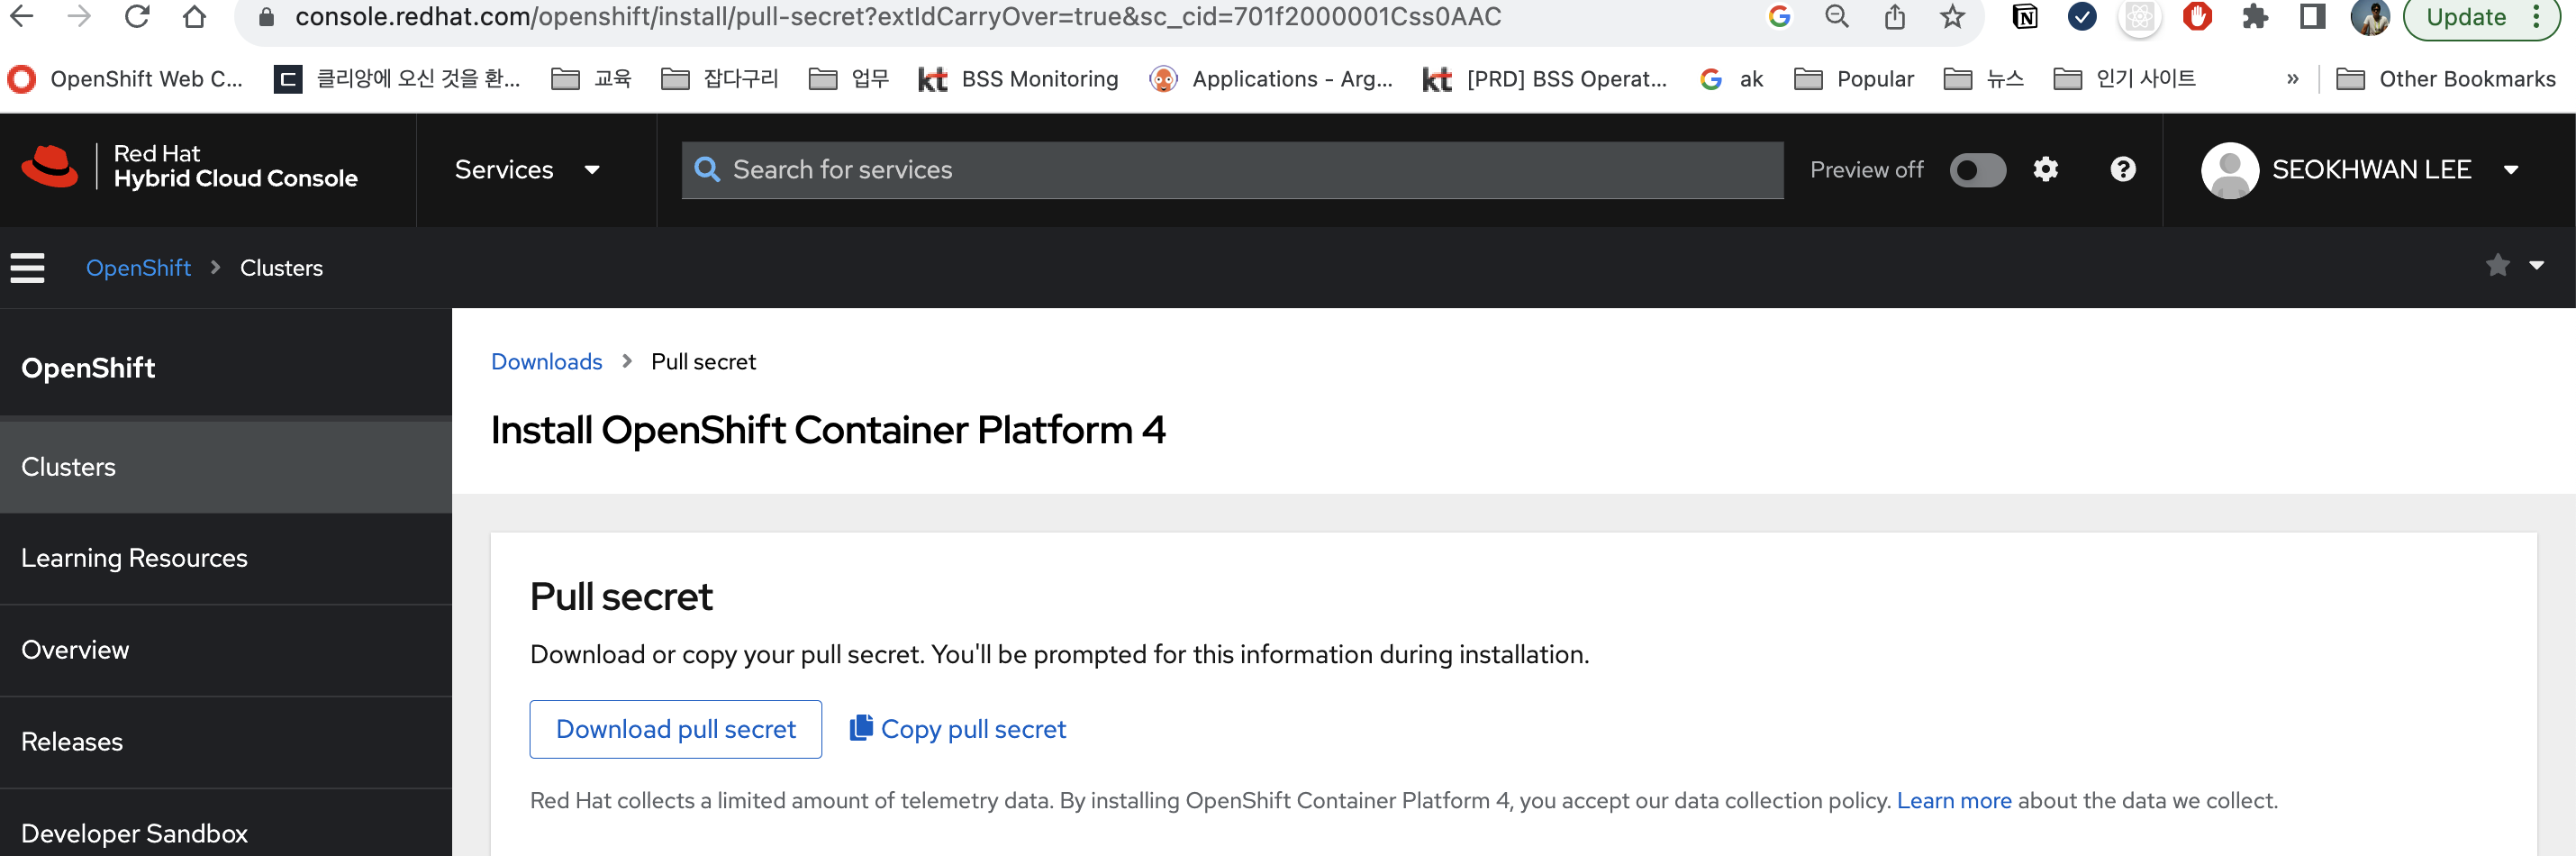 console.redhat.com/openshift/install/pull-secret?extIdCarryOver=true&sc_cid=701f2000001Css0AAC
Update
OpenShift Web C...
클리앙에 오신 것을 환...
교육
잡다구리
업무
kt BSS Monitoring
Applications - Arg...
kt [PRD] BSS Operat...
ak
Popular
뉴스
인기 사이트
»
Other Bookmarks
Red Hat
Hybrid Cloud Console
Services
Search for services
Preview off
SEOKHWAN LEE
OpenShift > Clusters
OpenShift
Clusters
Learning Resources
Overview
Releases
Developer Sandbox
Downloads > Pull secret
Install OpenShift Container Platform 4
Pull secret
Download or copy your pull secret. You'll be prompted for this information during installation.
Download pull secret
Copy pull secret
Red Hat collects a limited amount of telemetry data. By installing OpenShift Container Platform 4, you accept our data collection policy. Learn more about the data we collect.